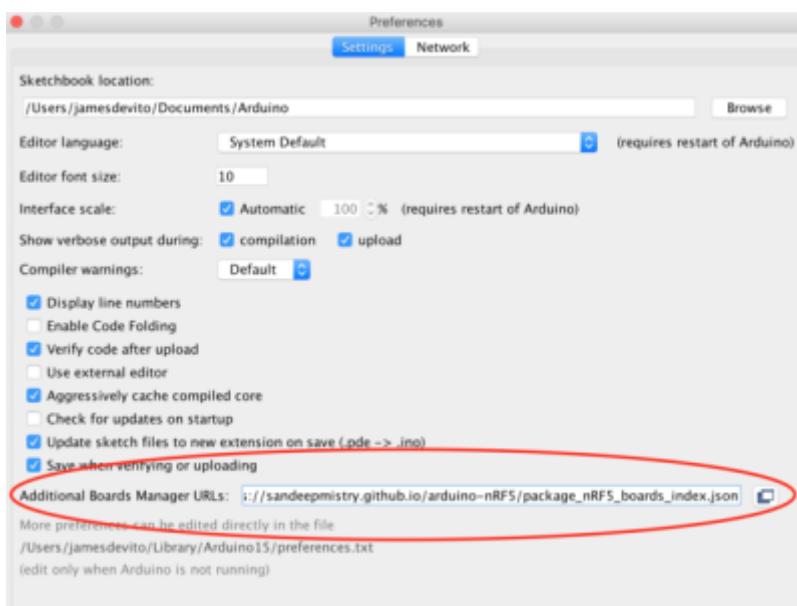 Preferences
Settings Network
Sketchbook location:
/Users/jamesdevito/Documents/Arduino Browse
Editor language: System Default (requires restart of Arduino)
Editor font size: 10
Interface scale: Automatic 100 % (requires restart of Arduino)
Show verbose output during: compilation upload
Compiler warnings: Default
Display line numbers
Enable Code Folding
Verify code after upload
Use external editor
Aggressively cache compiled core
Check for updates on startup
Update sketch files to new extension on save (.pde -> .ino)
Save when verifying or uploading
Additional Boards Manager URLs: s://sandeepmistry.github.io/arduino-nRF5/package_nRF5_boards_index.json
More preferences can be edited directly in the file
/Users/jamesdevito/Library/Arduino15/preferences.txt
(edit only when Arduino is not running)